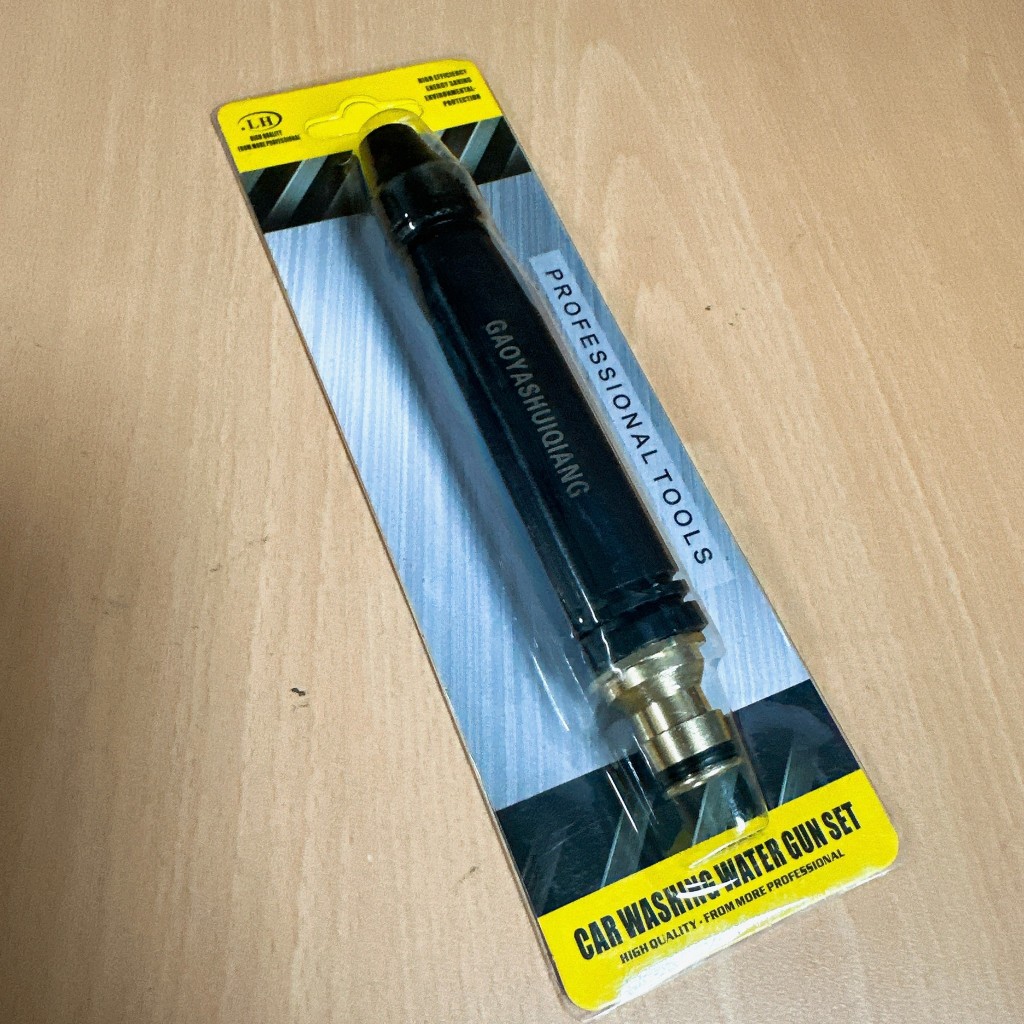 .LH
HIGH QUALITY
FROM MORE PROFESSIONAL
HIGH EFFICIENCY
ENERGY SAVING
ENVIRONMENTAL
PROTECTION
PROFESSIONAL TOOLS
GAOYASHUIQIANG
CAR WASHING WATER GUN SET
HIGH QUALITY - FROM MORE PROFESSIONAL